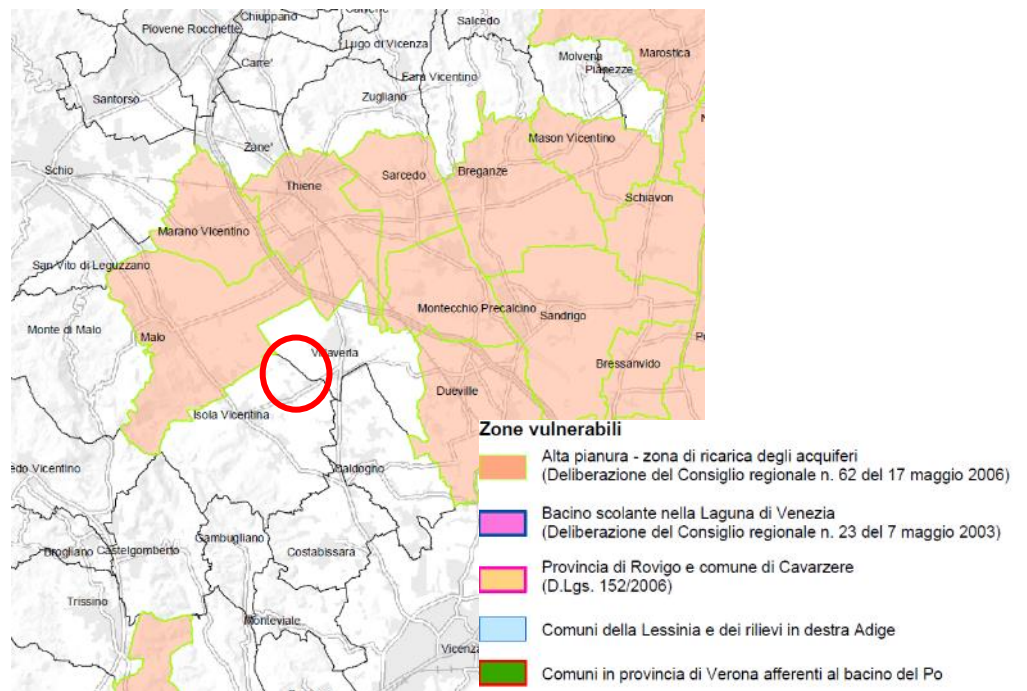 Chiuppano
Salcedo
Piovene Rocchette
Lugo di Vicenza
Molvena
Marostica
Carre'
Pianezze
Fara Vicentino
Santorso
Zugliano
Mason Vicentino
Zane'
Schio
Thiene
Sarcedo
Breganze
Schiavon
Marano Vicentino
San Vito di Leguzzano
Montecchio Precalcino
Sandrigo
Monte di Malo
Malo
Villaverla
Bressanvido
Dueville
Isola Vicentina
Caldogno
edo Vicentino
Gambugliano
Brogliano
Castelgomberto
Costabissara
Trissino
Monteviale
Vicenza
Zone vulnerabili
Alta pianura - zona di ricarica degli acquiferi
(Deliberazione del Consiglio regionale n. 62 del 17 maggio 2006)
Bacino scolante nella Laguna di Venezia
(Deliberazione del Consiglio regionale n. 23 del 7 maggio 2003)
Provincia di Rovigo e comune di Cavarzere
(D.Lgs. 152/2006)
Comuni della Lessinia e dei rilievi in destra Adige
Comuni in provincia di Verona afferenti al bacino del Po